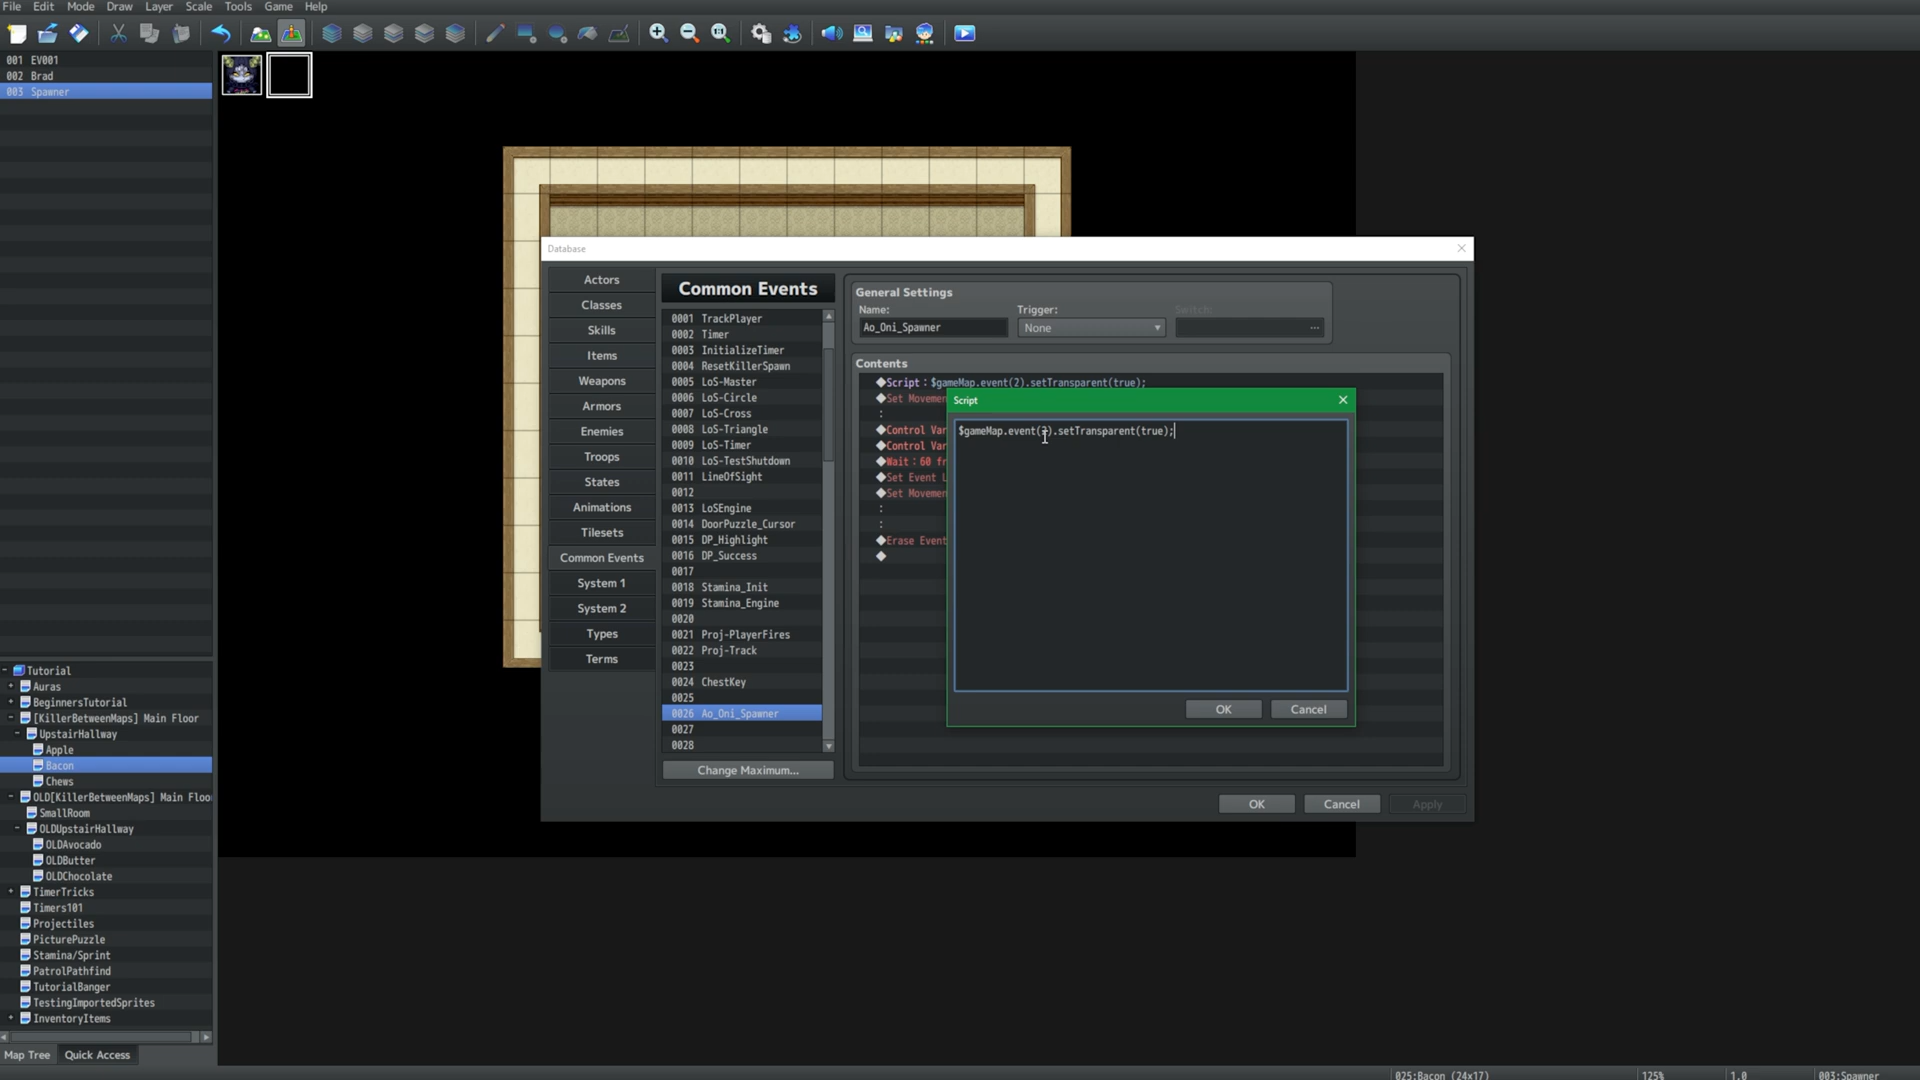 File Edit Mode Draw Layer Scale Tools Game Help
001 EV001
002 Brad
003 Spawner
Tutorial
Auras
BeginnersTutorial
[KillerBetweenMaps] Main Floor
UpstairHallway
Apple
Bacon
Chews
OLD[KillerBetweenMaps] Main Floo
SmallRoom
OLDUpstairHallway
OLDAvocado
OLDButter
OLDChocolate
TimerTricks
Timers101
Projectiles
PicturePuzzle
Stamina/Sprint
PatrolPathfind
TutorialBanger
TestingImportedSprites
InventoryItems
Map Tree Quick Access
Database
Actors
Classes
Skills
Items
Weapons
Armors
Enemies
Troops
States
Animations
Tilesets
Common Events
System 1
System 2
Types
Terms
Common Events
0001 TrackPlayer
0002 Timer
0003 InitializeTimer
0004 ResetKillerSpawn
0005 LoS-Master
0006 LoS-Circle
0007 LoS-Cross
0008 LoS-Triangle
0009 LoS-Timer
0010 LoS-TestShutdown
0011 LineOfSight
0012
0013 LoSEngine
0014 DoorPuzzle_Cursor
0015 DP_Highlight
0016 DP_Success
0017
0018 Stamina_Init
0019 Stamina_Engine
0020
0021 Proj-PlayerFires
0022 Proj-Track
0023
0024 ChestKey
0025
0026 Ao_Oni_Spawner
0027
0028
Change Maximum...
General Settings
Name: Trigger: Switch:
Ao_Oni_Spawner None ...
Contents
◆Script：$gameMap.event(2).setTransparent(true);
◆Set Movemen
:
◆Control Var
◆Control Var
◆Wait：60 fr
◆Set Event L
◆Set Movemen
:
:
◆Erase Event
◆
Script
$gameMap.event(2).setTransparent(true);
OK Cancel
OK Cancel Apply
025:Bacon (24x17) 125% 1.0 003:Spawner